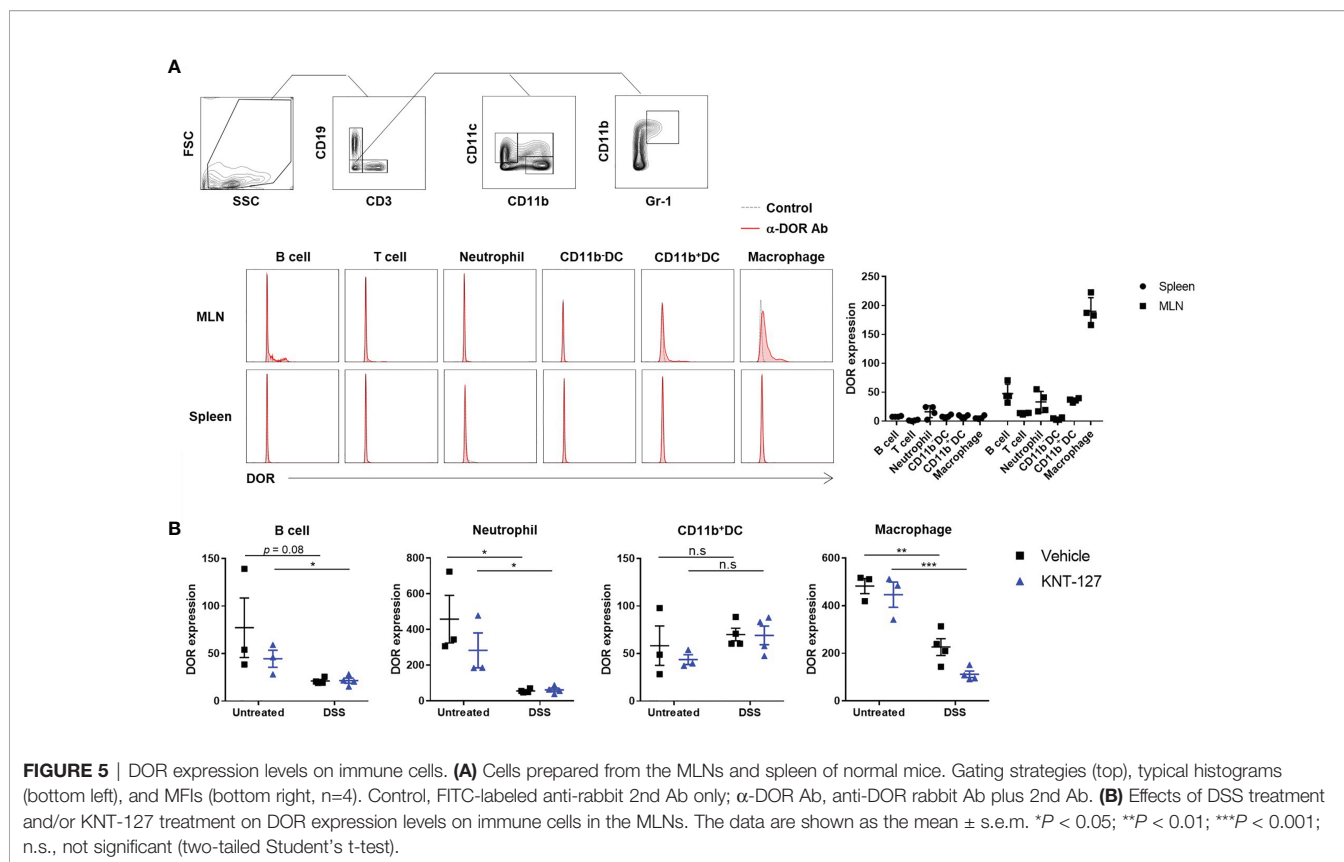 A
FSC
SSC
CD19
CD3
CD11c
CD11b
CD11b
Gr-1
Control
α-DOR Ab
B cell
T cell
Neutrophil
CD11b⁻DC
CD11b⁺DC
Macrophage
MLN
Spleen
DOR
DOR expression
250
200
150
100
50
0
B cell
T cell
Neutrophil
CD11b⁻DC
CD11b⁺DC
Macrophage
B cell
T cell
Neutrophil
CD11b⁻DC
CD11b⁺DC
Macrophage
Spleen
MLN
B
B cell
DOR expression
150
100
50
0
p = 0.08
*
Untreated
DSS
Neutrophil
DOR expression
800
600
400
200
0
*
*
Untreated
DSS
CD11b⁺DC
DOR expression
150
100
50
0
n.s
n.s
Untreated
DSS
Macrophage
DOR expression
600
400
200
0
**
***
Untreated
DSS
Vehicle
KNT-127
FIGURE 5 | DOR expression levels on immune cells. (A) Cells prepared from the MLNs and spleen of normal mice. Gating strategies (top), typical histograms
(bottom left), and MFIs (bottom right, n=4). Control, FITC-labeled anti-rabbit 2nd Ab only; α-DOR Ab, anti-DOR rabbit Ab plus 2nd Ab. (B) Effects of DSS treatment
and/or KNT-127 treatment on DOR expression levels on immune cells in the MLNs. The data are shown as the mean ± s.e.m. *P < 0.05; **P < 0.01; ***P < 0.001;
n.s., not significant (two-tailed Student's t-test).